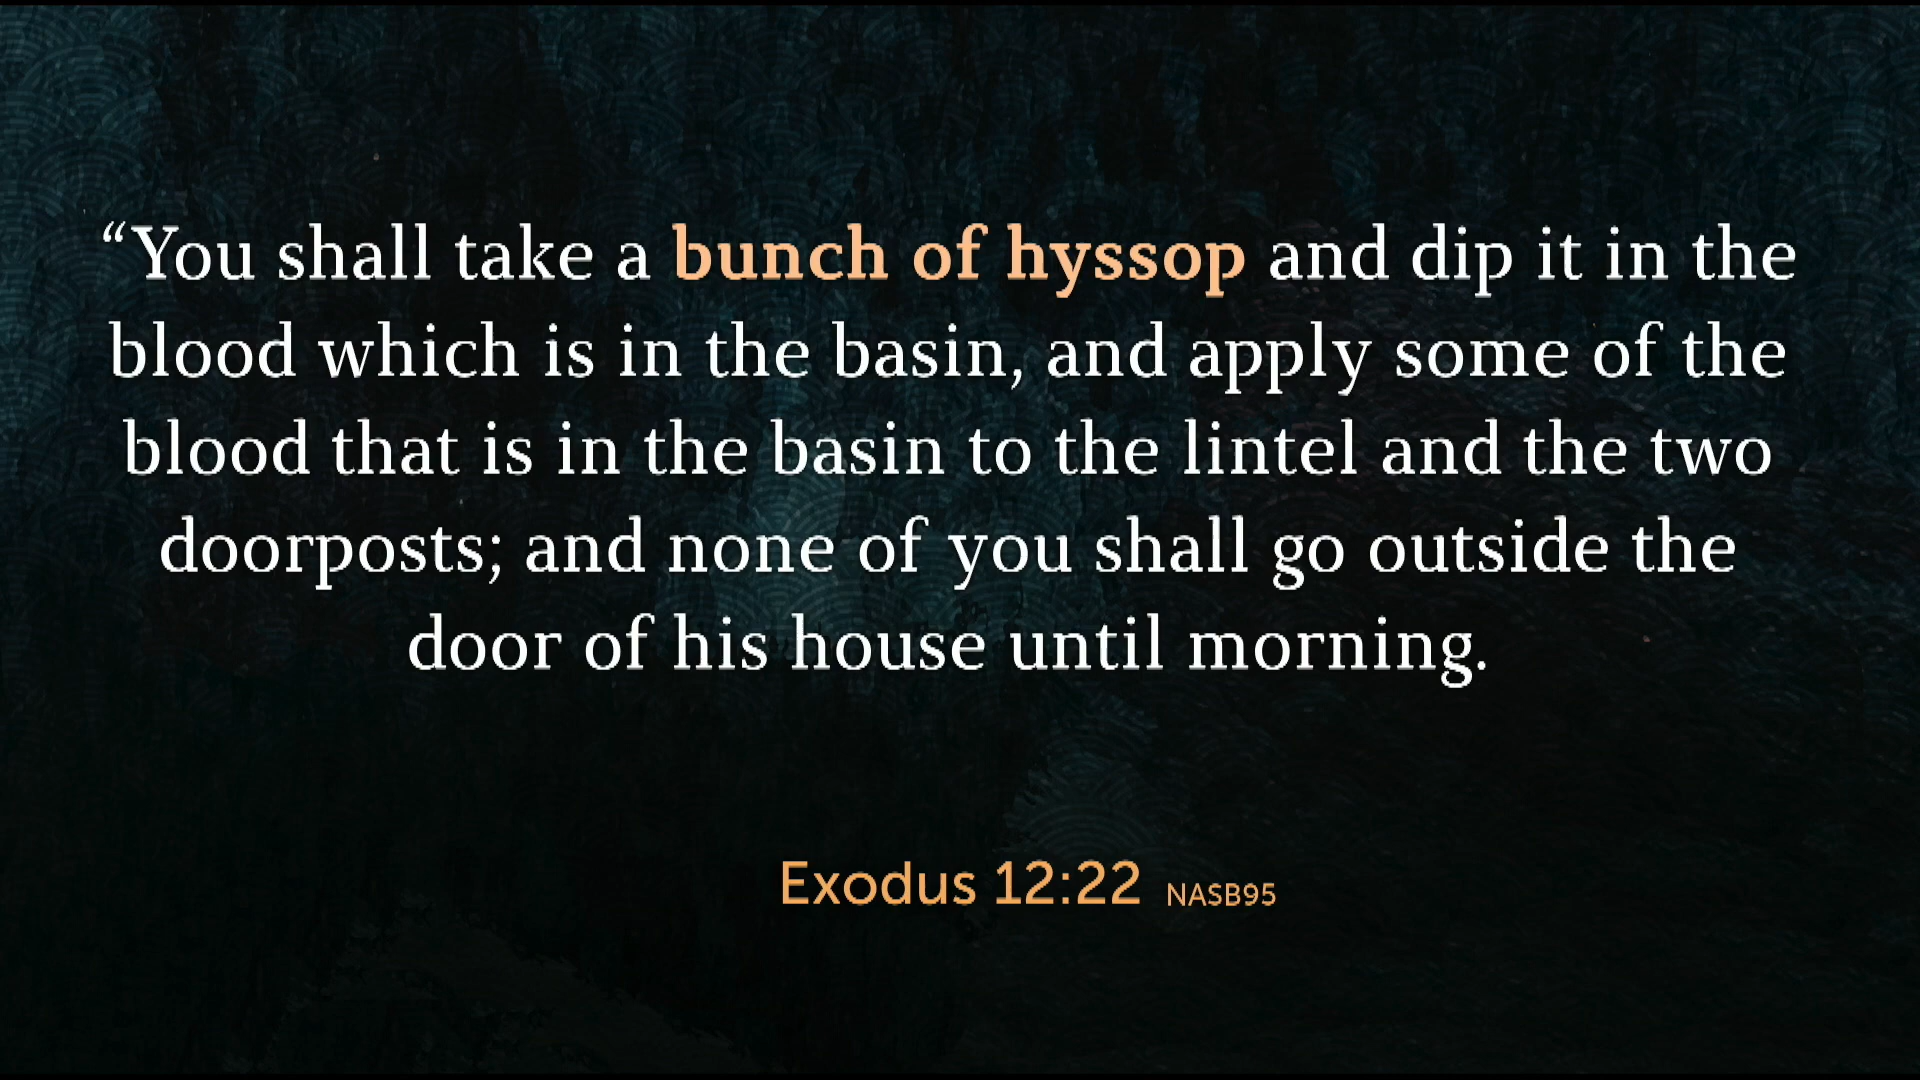 “You shall take a bunch of hyssop and dip it in the
blood which is in the basin, and apply some of the
blood that is in the basin to the lintel and the two
doorposts; and none of you shall go outside the
door of his house until morning.
Exodus 12:22 NASB95